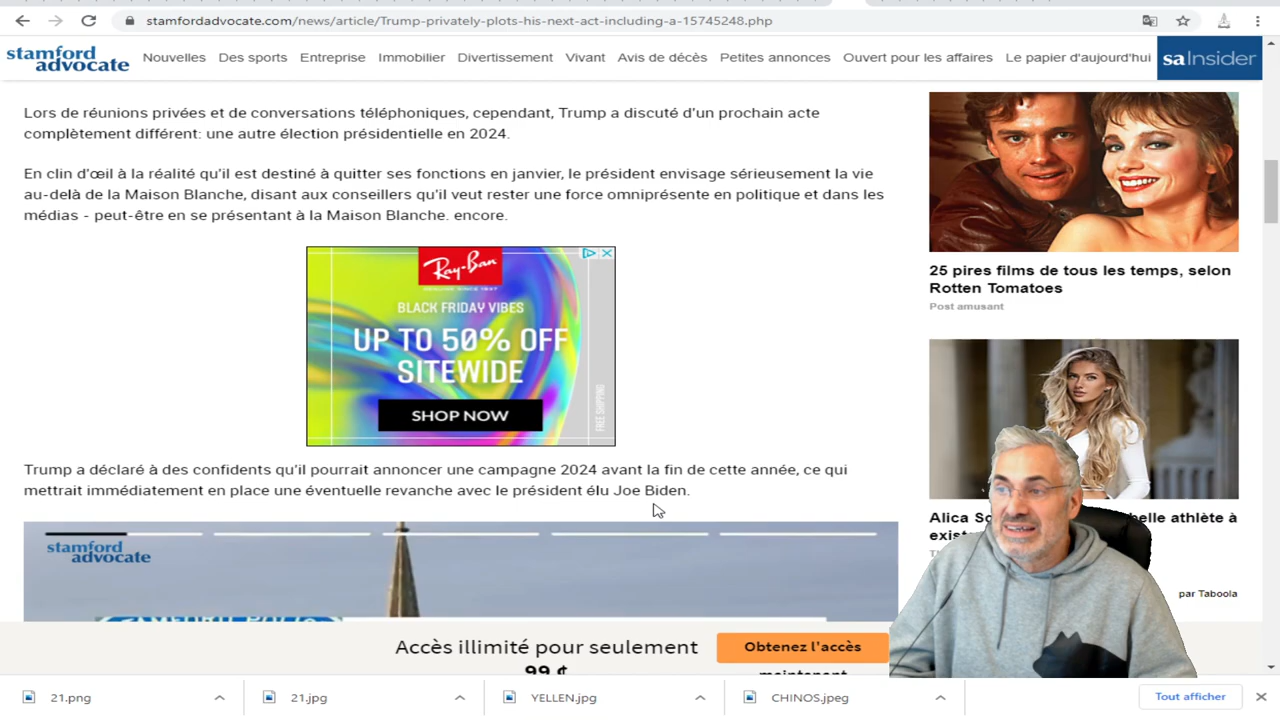 stamfordadvocate.com/news/article/Trump-privately-plots-his-next-act-including-a-15745248.php
stamford
advocate
Nouvelles Des sports Entreprise Immobilier Divertissement Vivant Avis de décès Petites annonces Ouvert pour les affaires Le papier d'aujourd'hui
saInsider
Lors de réunions privées et de conversations téléphoniques, cependant, Trump a discuté d'un prochain acte
complètement différent: une autre élection présidentielle en 2024.
En clin d'œil à la réalité qu'il est destiné à quitter ses fonctions en janvier, le président envisage sérieusement la vie
au-delà de la Maison Blanche, disant aux conseillers qu'il veut rester une force omniprésente en politique et dans les
médias - peut-être en se présentant à la Maison Blanche. encore.
Ray-Ban
GENUINE SINCE 1937
BLACK FRIDAY VIBES
UP TO 50% OFF
SITEWIDE
SHOP NOW
FREE SHIPPING
Trump a déclaré à des confidents qu'il pourrait annoncer une campagne 2024 avant la fin de cette année, ce qui
mettrait immédiatement en place une éventuelle revanche avec le président élu Joe Biden.
stamford
advocate
25 pires films de tous les temps, selon
Rotten Tomatoes
Post amusant
Alica belle athlète à
par Taboola
Accès illimité pour seulement
99 ¢
Obtenez l'accès
maintenant
21.png
21.jpg
YELLEN.jpg
CHINOS.jpeg
Tout afficher